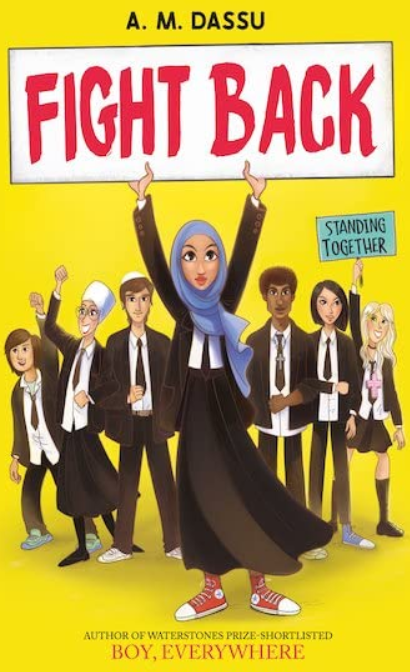 A. M. DASSU
FIGHT BACK
STANDING
TOGETHER
AUTHOR OF WATERSTONES PRIZE-SHORTLISTED
BOY, EVERYWHERE